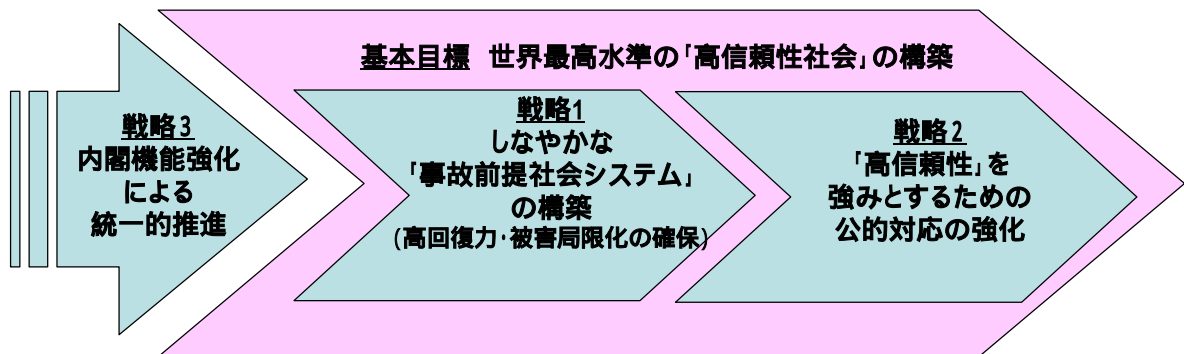 基本目標 世界最高水準の「高信頼性社会」の構築
戦略3
内閣機能強化
による
統一的推進
戦略1
しなやかな
「事故前提社会システム」
の構築
(高回復力・被害局限化の確保)
戦略2
「高信頼性」を
強みとするための
公的対応の強化